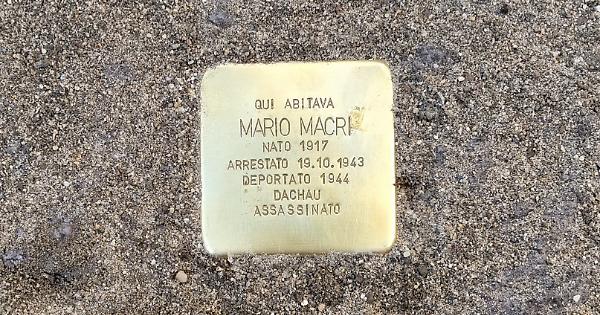 QUI ABITAVA
MARIO MACRÌ
NATO 1917
ARRESTATO 19.10.1943
DEPORTATO 1944
DACHAU
ASSASSINATO